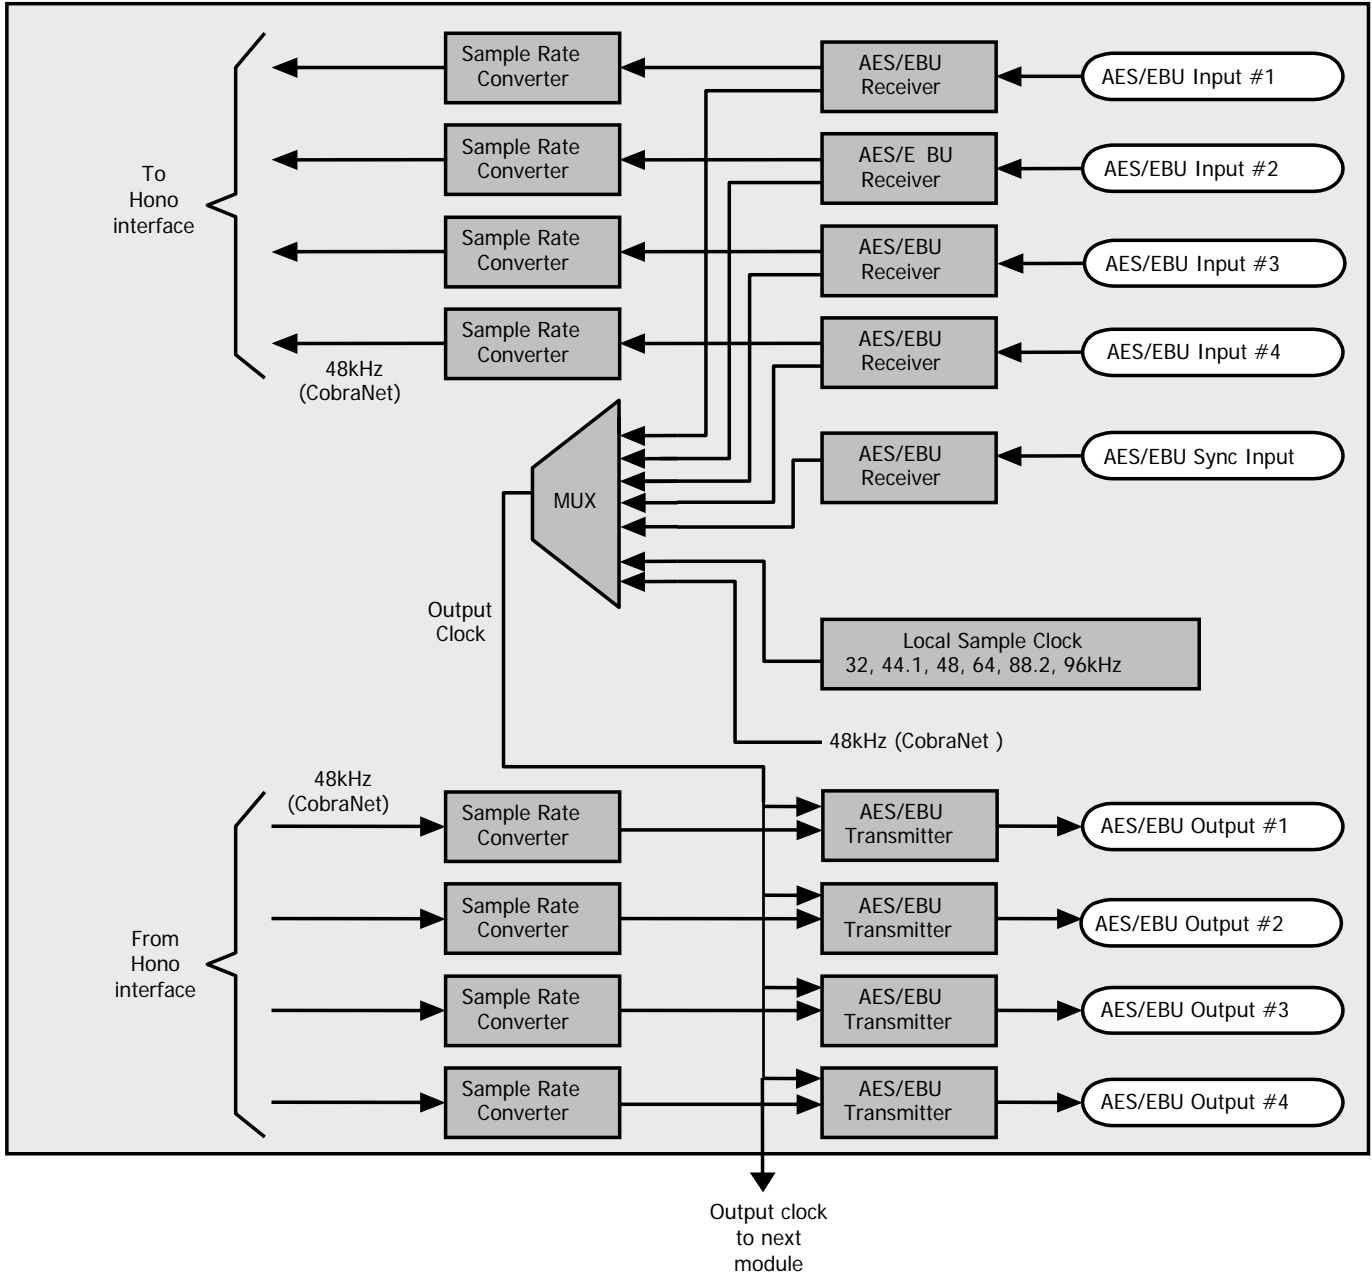 Sample Rate
Converter
AES/EBU
Receiver
AES/EBU Input #1
Sample Rate
Converter
AES/E BU
Receiver
AES/EBU Input #2
To
Hono
interface
Sample Rate
Converter
AES/EBU
Receiver
AES/EBU Input #3
Sample Rate
Converter
AES/EBU
Receiver
AES/EBU Input #4
48kHz
(CobraNet)
AES/EBU
Receiver
AES/EBU Sync Input
MUX
Output
Clock
Local Sample Clock
32, 44.1, 48, 64, 88.2, 96kHz
48kHz (CobraNet )
48kHz
(CobraNet)
Sample Rate
Converter
AES/EBU
Transmitter
AES/EBU Output #1
Sample Rate
Converter
AES/EBU
Transmitter
AES/EBU Output #2
From
Hono
interface
Sample Rate
Converter
AES/EBU
Transmitter
AES/EBU Output #3
Sample Rate
Converter
AES/EBU
Transmitter
AES/EBU Output #4
Output clock
to next
module